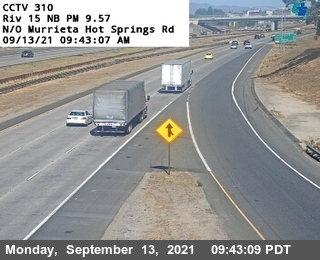 CCTV 310
Riv 15 NB PM 9.57
N/O Murrieta Hot Springs Rd
09/13/21 09:43:07 AM
Monday, September 13, 2021 09:43:09 PDT